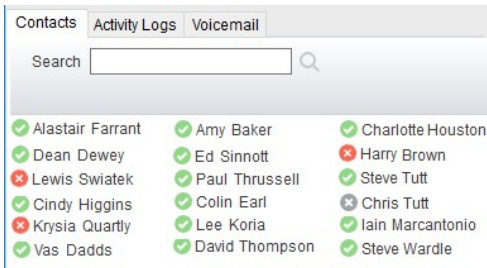 Contacts Activity Logs Voicemail
Search
Alastair Farrant Amy Baker Charlotte Houston
Dean Dewey Ed Sinnott Harry Brown
Lewis Swiatek Paul Thrussell Steve Tutt
Cindy Higgins Colin Earl Chris Tutt
Krysia Quartly Lee Koria Iain Marcantonio
Vas Dadds David Thompson Steve Wardle